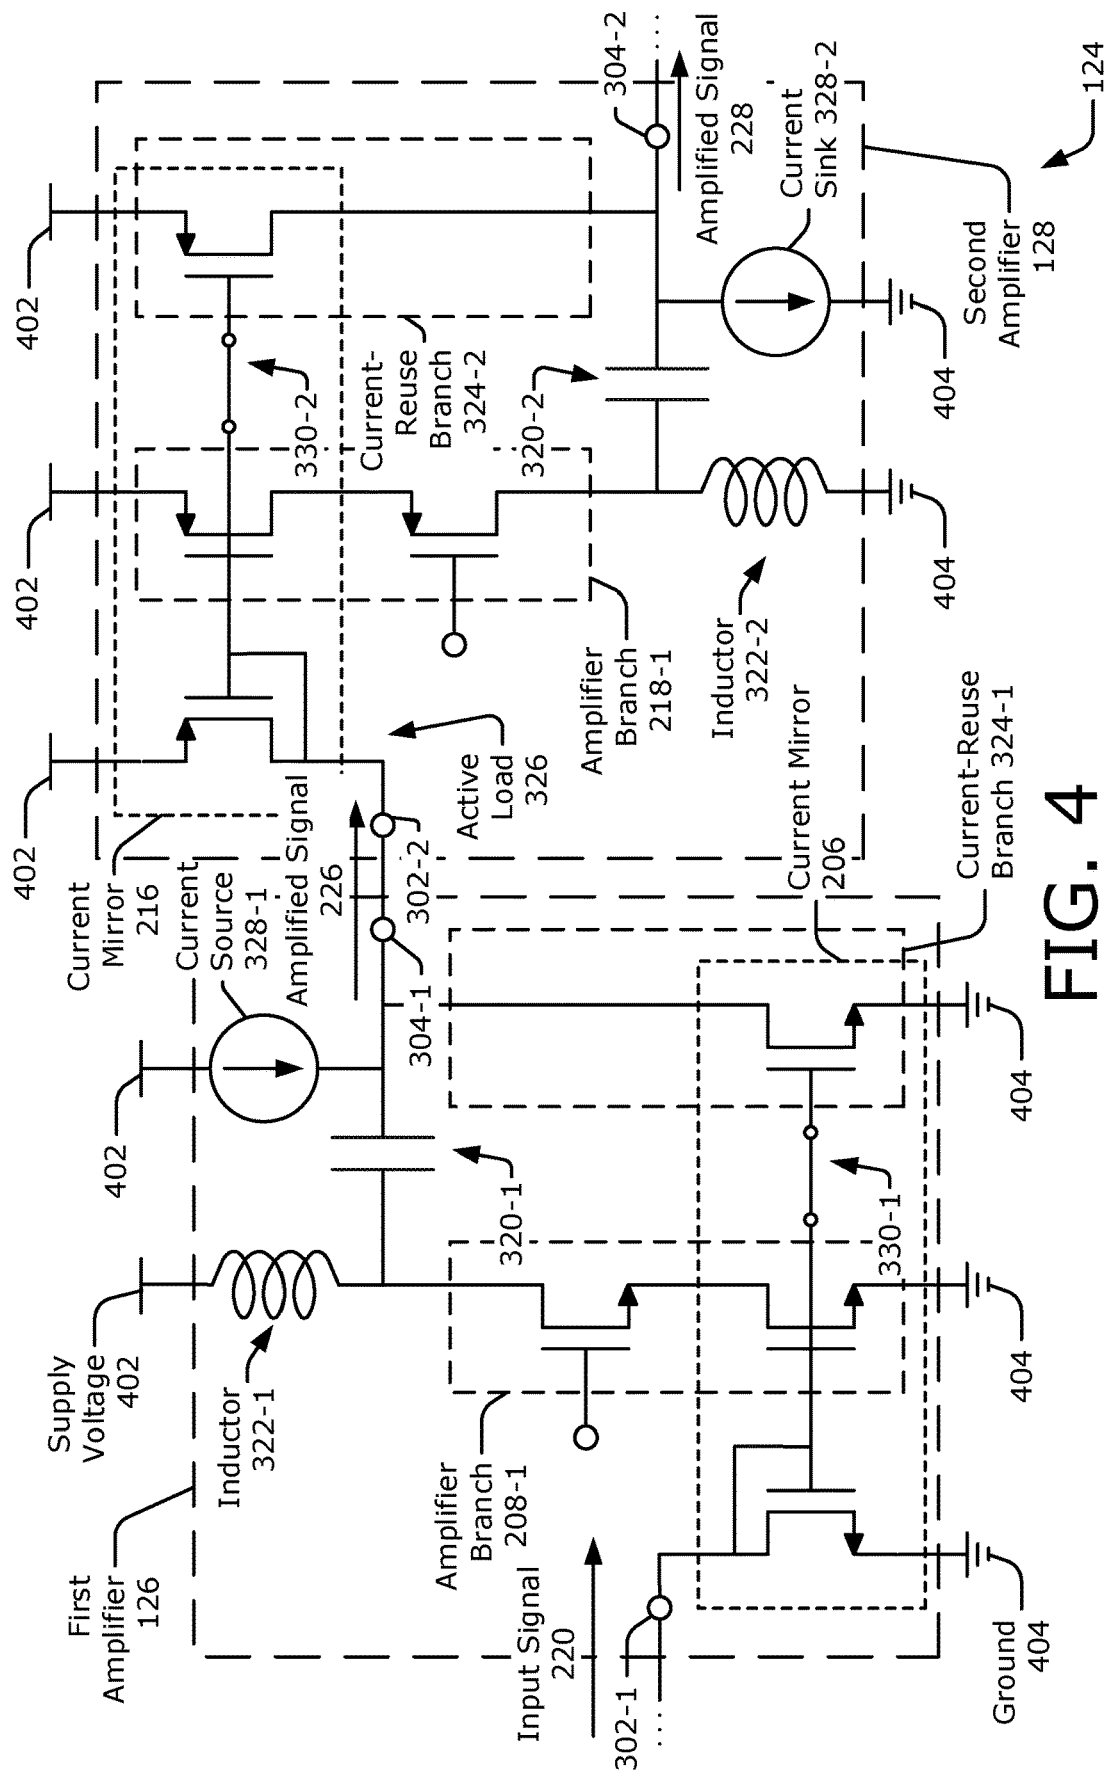 First
Amplifier 126
Supply
Voltage
402
402
Current
Source
328-1
Inductor
322-1
Amplified Signal
226
Current
Mirror
216
402
402
402
304-1
302-2
320-1
Amplifier
Branch
208-1
Input Signal
220
302-1
330-1
Current Mirror
206
Current-Reuse
Branch 324-1
Ground
404
404
404
Active
Load
326
Amplifier
Branch
218-1
330-2
Current-
Reuse
Branch
324-2
320-2
Inductor
322-2
304-2
Amplified Signal
228
Current
Sink 328-2
404
404
Second
Amplifier
128
124
FIG. 4